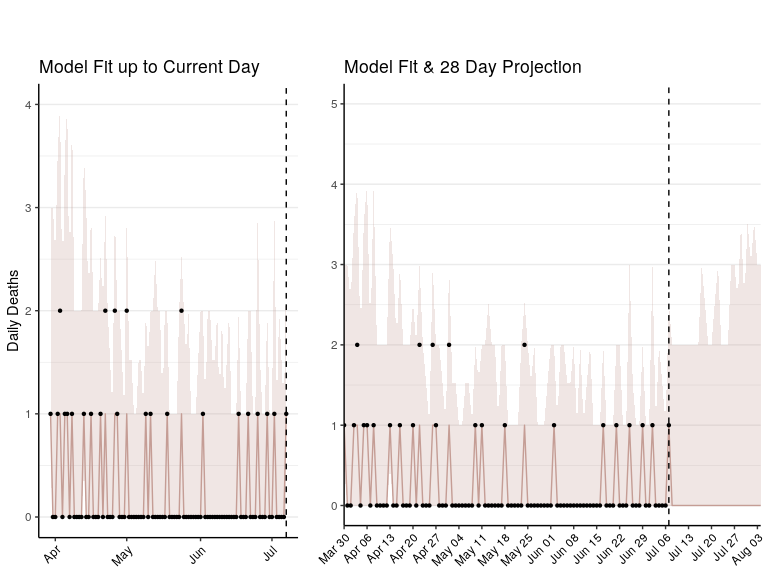 Model Fit up to Current Day
Model Fit & 28 Day Projection
Daily Deaths
4
3
2
1
0
Apr
May
Jun
Jul
5
4
3
2
1
0
Mar 30
Apr 06
Apr 13
Apr 20
Apr 27
May 04
May 11
May 18
May 25
Jun 01
Jun 08
Jun 15
Jun 22
Jun 29
Jul 06
Jul 13
Jul 20
Jul 27
Aug 03